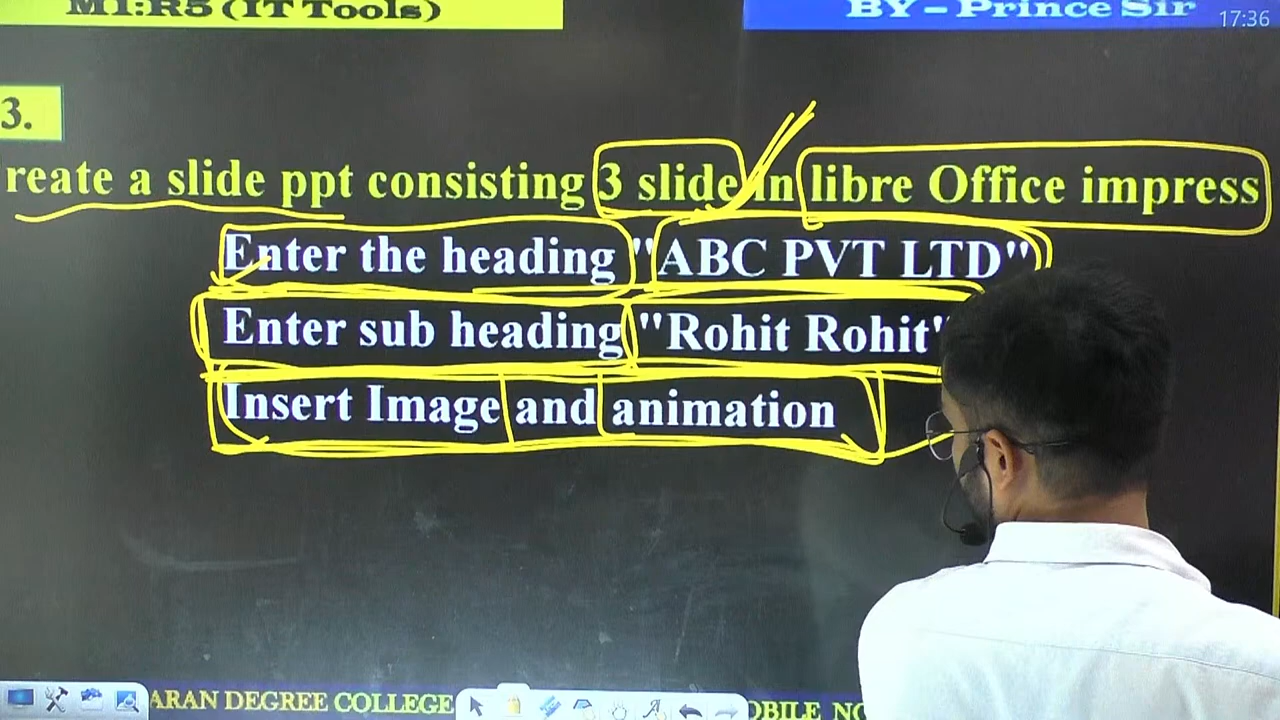 M1:R5 (IT Tools)
BY – Prince Sir
17:36
3.
reate a slide ppt consisting 3 slide in libre Office impress
Enter the heading "ABC PVT LTD"
Enter sub heading "Rohit Rohit"
Insert Image and animation
ARAN DEGREE COLLEGE
OBILE NO